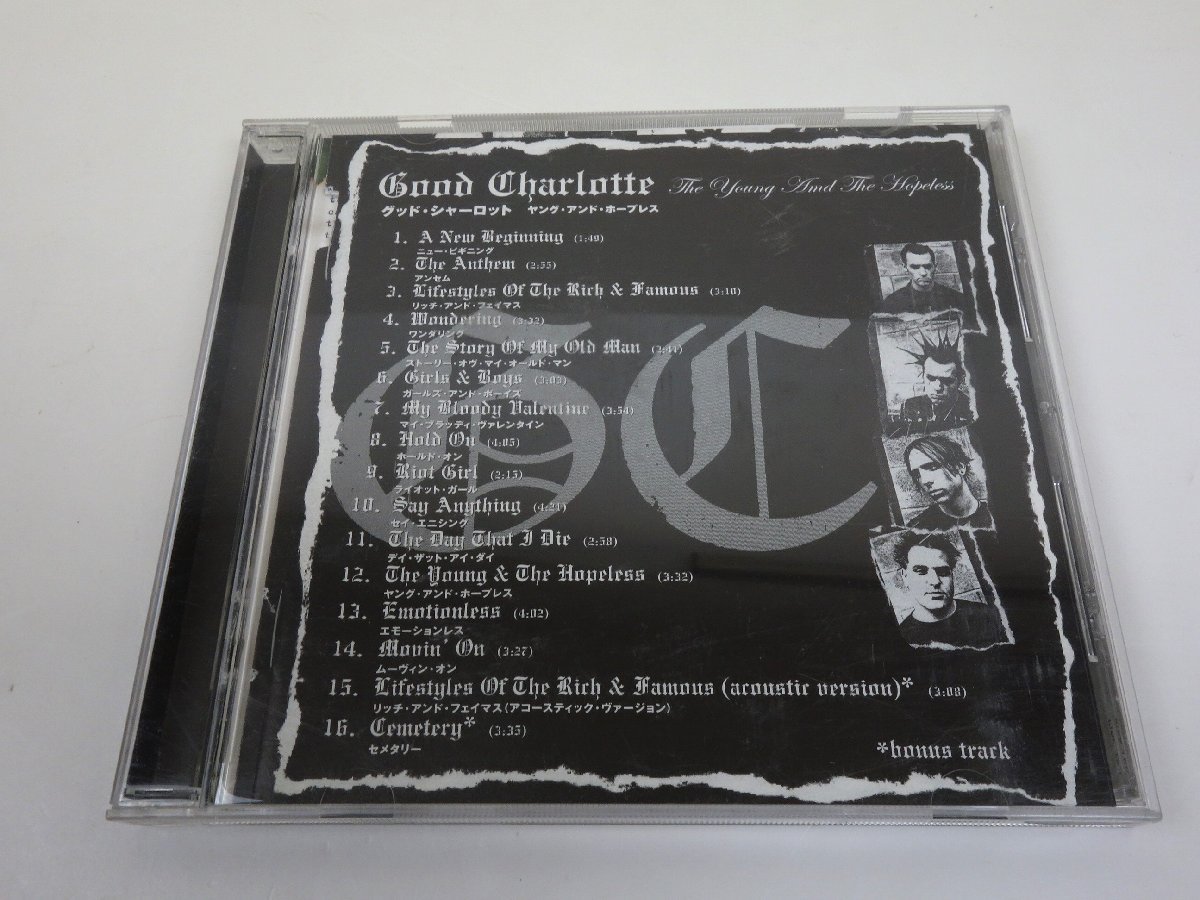 Good Charlotte The Young And The Hopeless
グッド・シャーロット ヤング・アンド・ホープレス
1. A New Beginning (1:49)
ニュー・ビギニング
2. The Anthem (2:55)
アンセム
3. Lifestyles Of The Rich & Famous (3:10)
リッチ・アンド・フェイマス
4. Wondering (3:32)
ワンダリング
5. The Story Of My Old Man (2:41)
ストーリー・オヴ・マイ・オールド・マン
6. Girls & Boys (3:03)
ガールズ・アンド・ボーイズ
7. My Bloody Valentine (3:54)
マイ・ブラッディ・ヴァレンタイン
8. Hold On (4:05)
ホールド・オン
9. Riot Girl (2:15)
ライオット・ガール
10. Say Anything (4:21)
セイ・エニシング
11. The Day That I Die (2:58)
デイ・ザット・アイ・ダイ
12. The Young & The Hopeless (3:32)
ヤング・アンド・ホープレス
13. Emotionless (4:02)
エモーションレス
14. Movin' On (3:27)
ムーヴィン・オン
15. Lifestyles Of The Rich & Famous (acoustic version)* (3:08)
リッチ・アンド・フェイマス(アコースティック・ヴァージョン)
16. Cemetery* (3:35)
セメタリー
*bonus track
GC